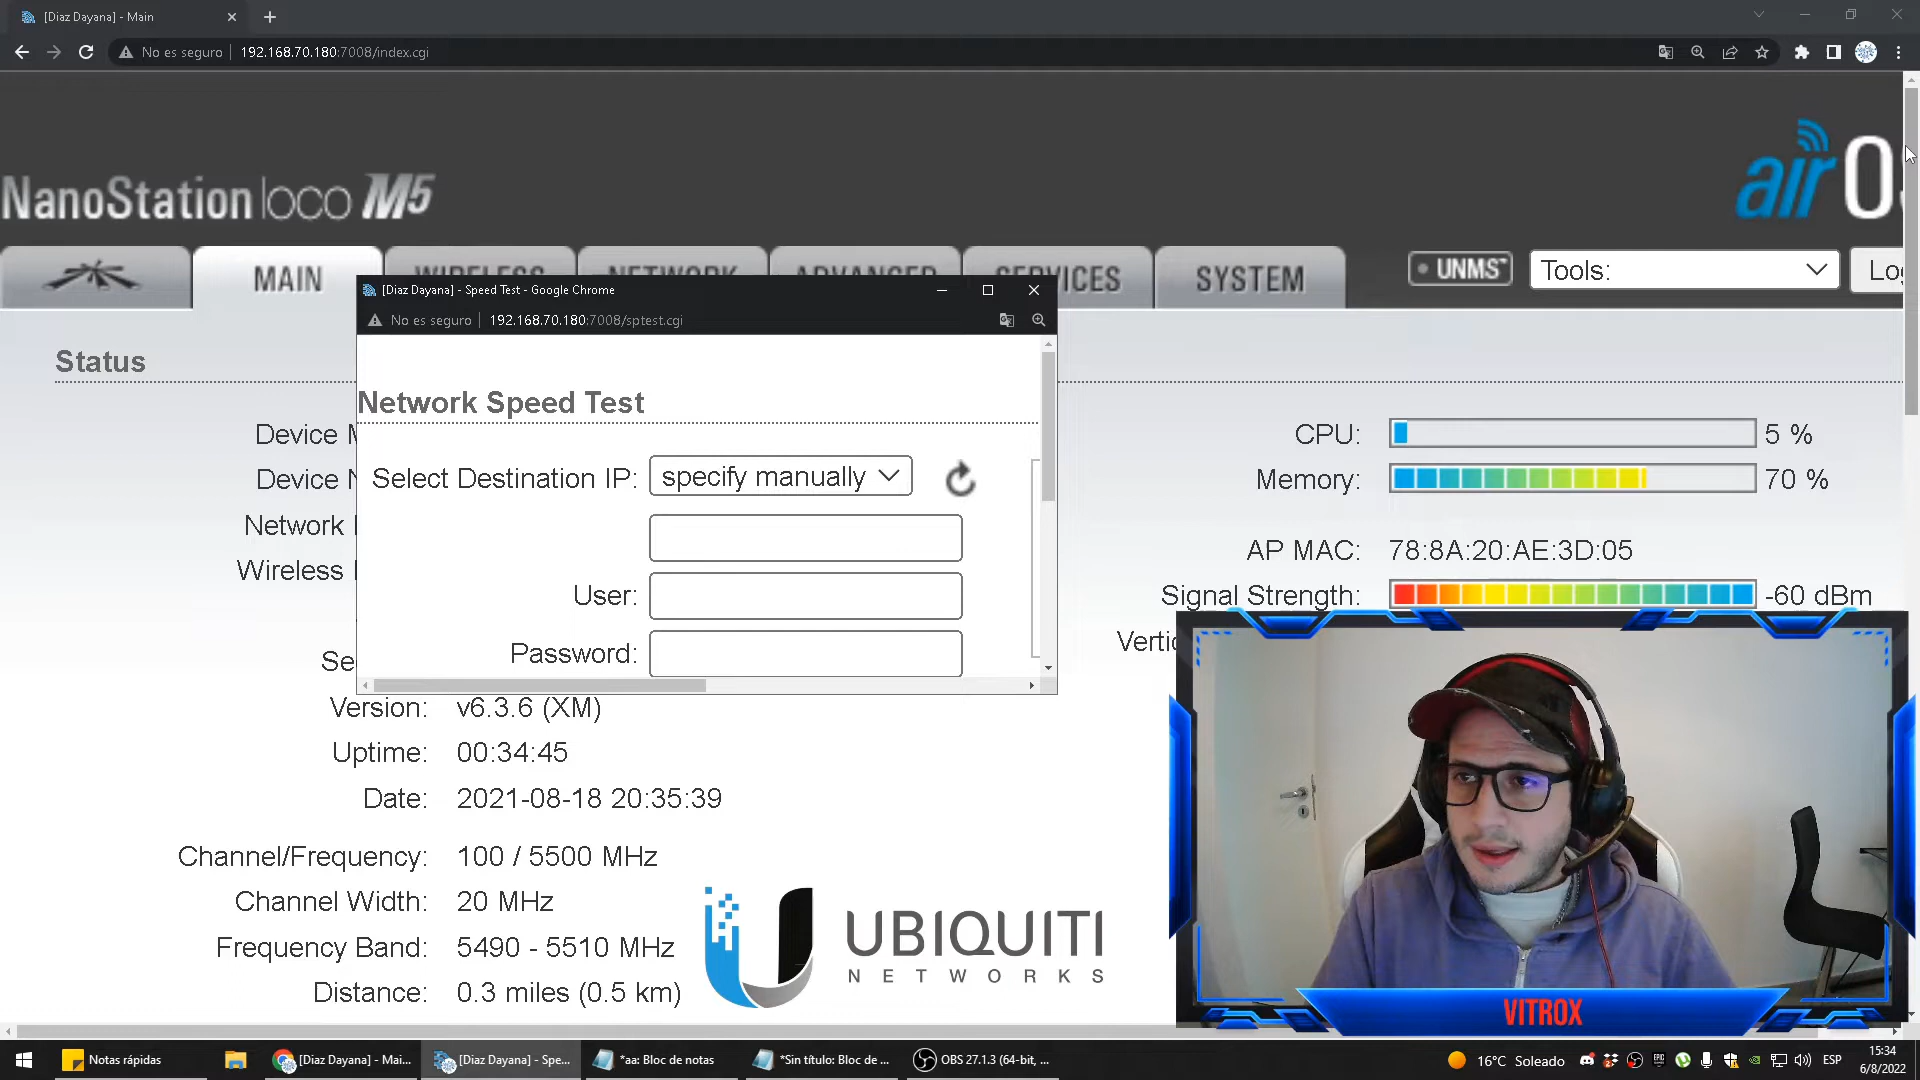 [Diaz Dayana] - Main
No es seguro
192.168.70.180:7008/index.cgi
NanoStation loco M5
air
MAIN
WIRELESS
NETWORK
ADVANCED
SERVICES
SYSTEM
UNMS™
Tools:
[Diaz Dayana] - Speed Test - Google Chrome
No es seguro
192.168.70.180:7008/sptest.cgi
Network Speed Test
Select Destination IP: specify manually
User:
Password:
Status
Device
Device
Network
Wireless
Version: v6.3.6 (XM)
Uptime: 00:34:45
Date: 2021-08-18 20:35:39
Channel/Frequency: 100 / 5500 MHz
Channel Width: 20 MHz
Frequency Band: 5490 - 5510 MHz
Distance: 0.3 miles (0.5 km)
CPU: 5 %
Memory: 70 %
AP MAC: 78:8A:20:AE:3D:05
Signal Strength: -60 dBm
UBIQUITI
NETWORKS
VITROX
Notas rápidas
[Diaz Dayana] - Mai...
[Diaz Dayana] - Spe...
*aa: Bloc de notas
*Sin título: Bloc de ...
OBS 27.1.3 (64-bit, ...
16°C Soleado
ESP
15:34
6/8/2022